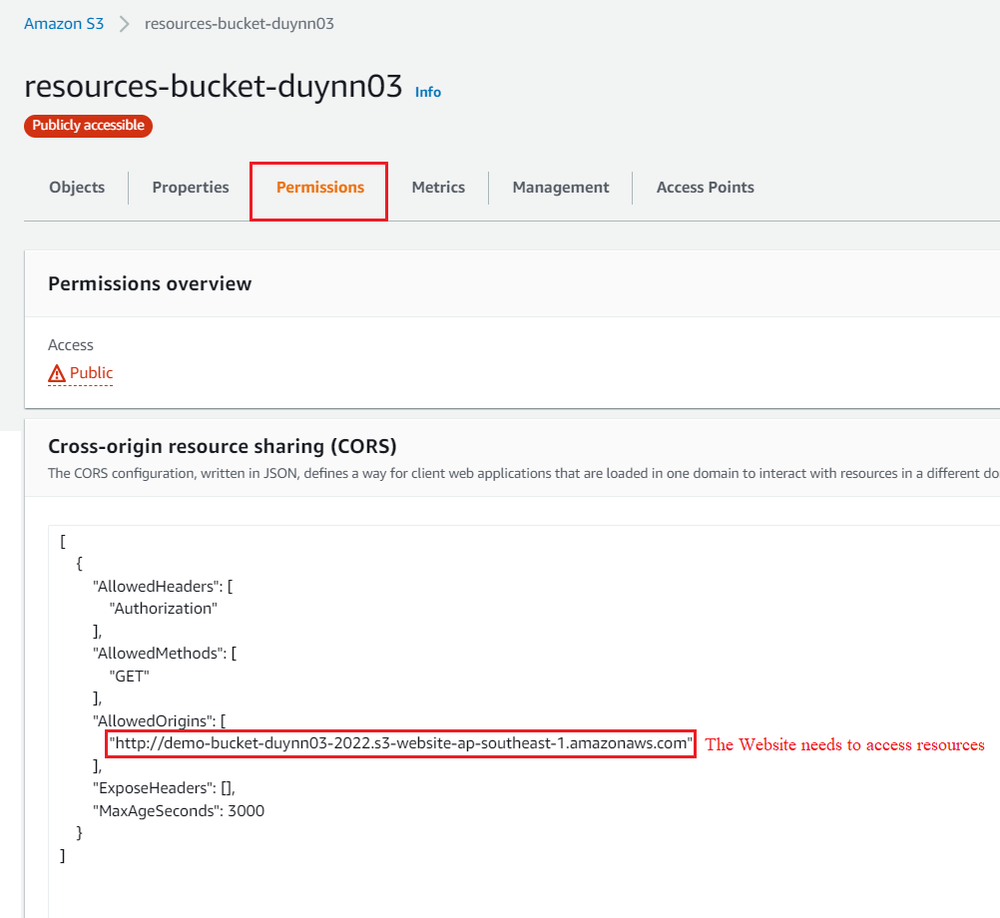 Amazon S3 > resources-bucket-duynn03
resources-bucket-duynn03 Info
Publicly accessible
Objects Properties Permissions Metrics Management Access Points
Permissions overview
Access
Public
Cross-origin resource sharing (CORS)
The CORS configuration, written in JSON, defines a way for client web applications that are loaded in one domain to interact with resources in a different do
[
{
"AllowedHeaders": [
"Authorization"
],
"AllowedMethods": [
"GET"
],
"AllowedOrigins": [
"http://demo-bucket-duynn03-2022.s3-website-ap-southeast-1.amazonaws.com" The Website needs to access resources
],
"ExposeHeaders": [],
"MaxAgeSeconds": 3000
}
]